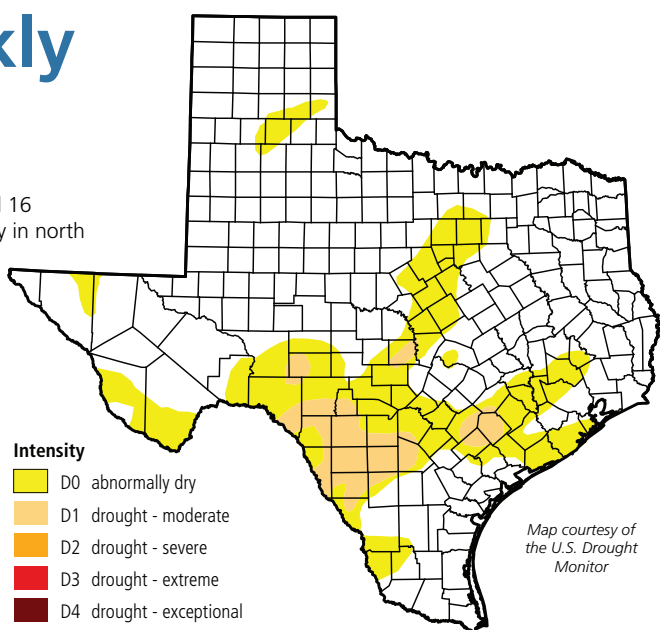 kly
16
y in north
Intensity
D0 abnormally dry
D1 drought - moderate
D2 drought - severe
D3 drought - extreme
D4 drought - exceptional
Map courtesy of
the U.S. Drought
Monitor